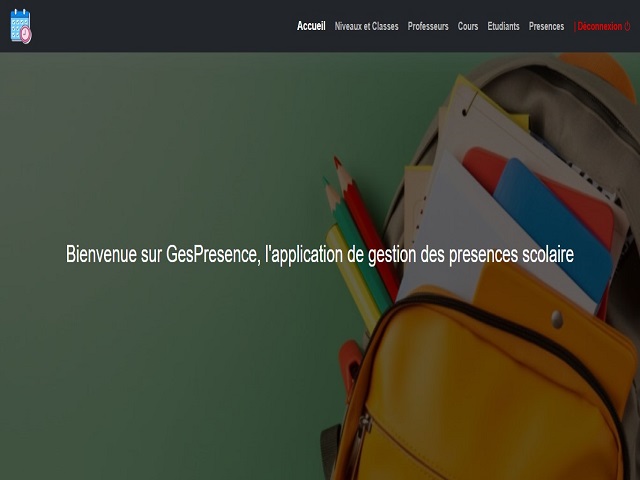 Accueil Niveaux et Classes Professeurs Cours Etudiants Presences | Déconnexion
Bienvenue sur GesPresence, l'application de gestion des presences scolaire